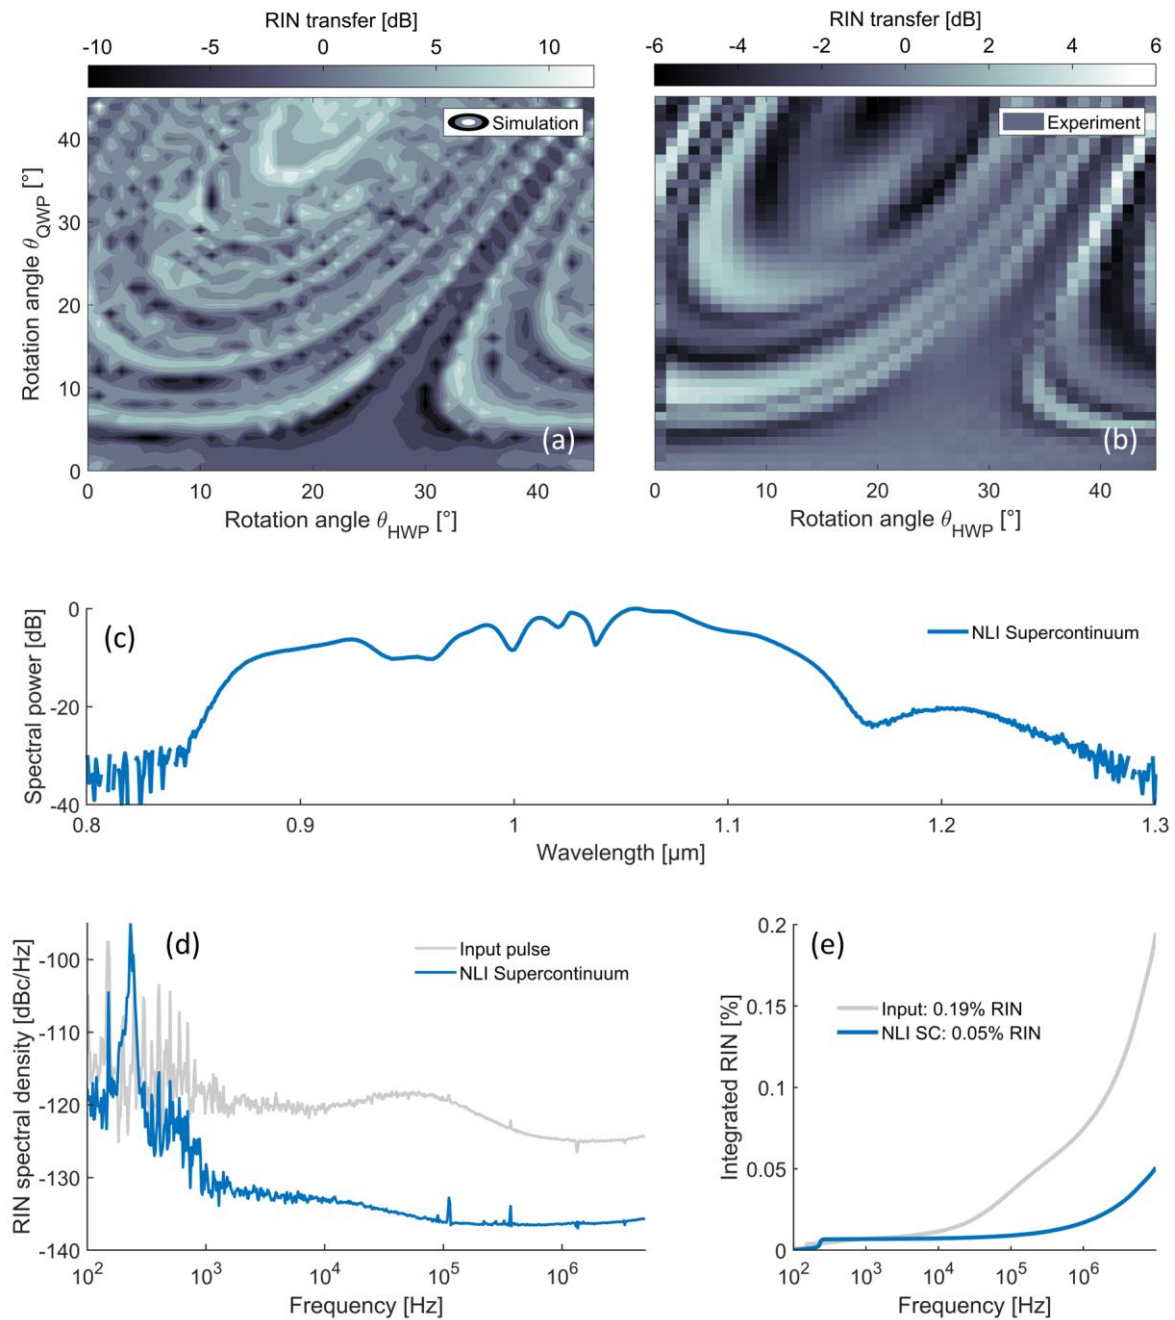 RIN transfer [dB]
-10 -5 0 5 10
Simulation
40
30
20
10
0
Rotation angle θQWP [°]
(a)
0 10 20 30 40
Rotation angle θHWP [°]
RIN transfer [dB]
-6 -4 -2 0 2 4 6
Experiment
(b)
0 10 20 30 40
Rotation angle θHWP [°]
(c)
NLI Supercontinuum
0
-20
-40
Spectral power [dB]
0.8 0.9 1 1.1 1.2 1.3
Wavelength [µm]
(d)
Input pulse
NLI Supercontinuum
-100
-110
-120
-130
-140
RIN spectral density [dBc/Hz]
10² 10³ 10⁴ 10⁵ 10⁶
Frequency [Hz]
(e)
Input: 0.19% RIN
NLI SC: 0.05% RIN
0.2
0.15
0.1
0.05
0
Integrated RIN [%]
10² 10³ 10⁴ 10⁵ 10⁶
Frequency [Hz]